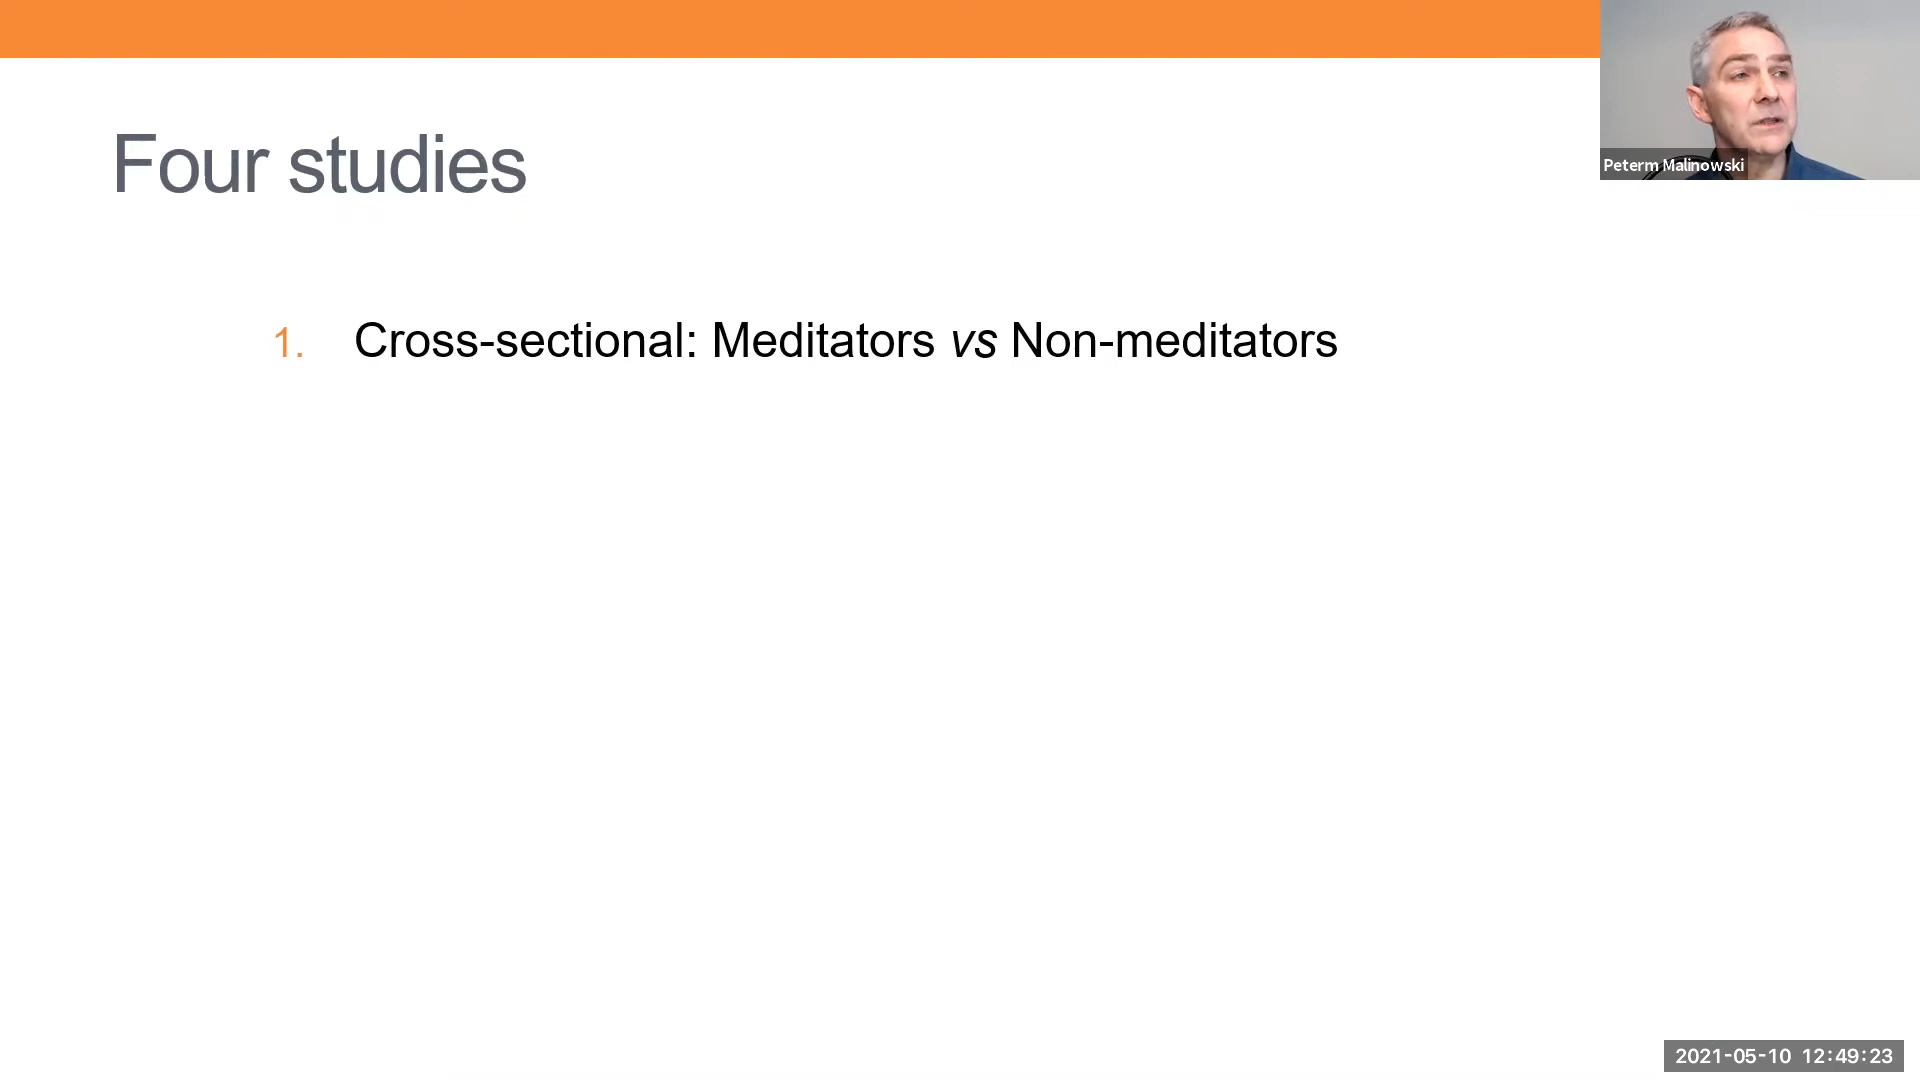 Four studies
Peterm Malinowski
1. Cross-sectional: Meditators vs Non-meditators
2021-05-10 12:49:23